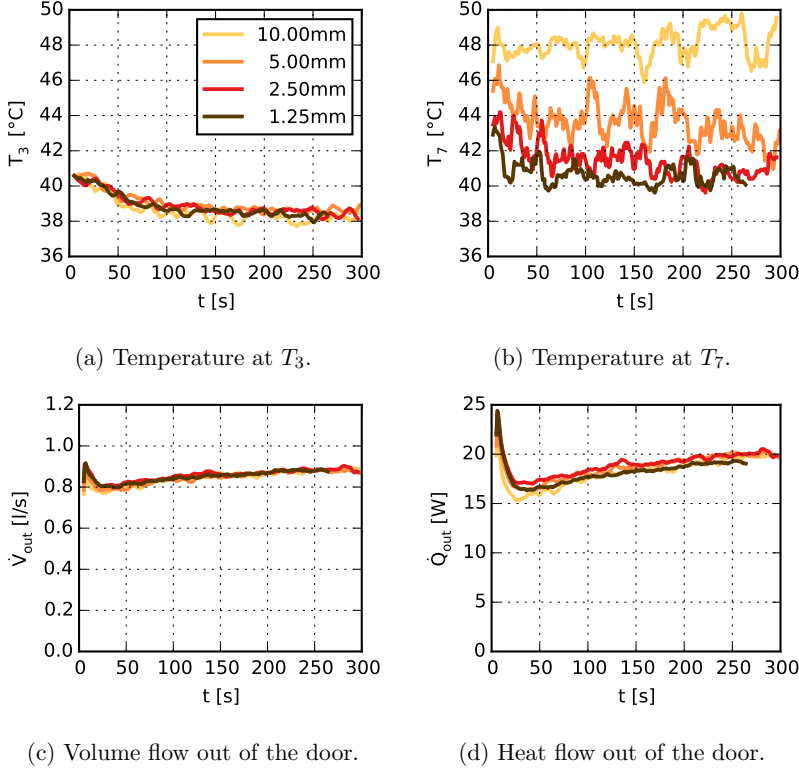 50
48
46
44
42
40
38
36
T3 [°C]
0 50 100 150 200 250 300
t [s]
10.00mm
5.00mm
2.50mm
1.25mm
(a) Temperature at T3.
50
48
46
44
42
40
38
36
T7 [°C]
0 50 100 150 200 250 300
t [s]
(b) Temperature at T7.
1.2
1.0
0.8
0.6
0.4
0.2
0.0
V̇out [l/s]
0 50 100 150 200 250 300
t [s]
(c) Volume flow out of the door.
25
20
15
10
5
0
Q̇out [W]
0 50 100 150 200 250 300
t [s]
(d) Heat flow out of the door.